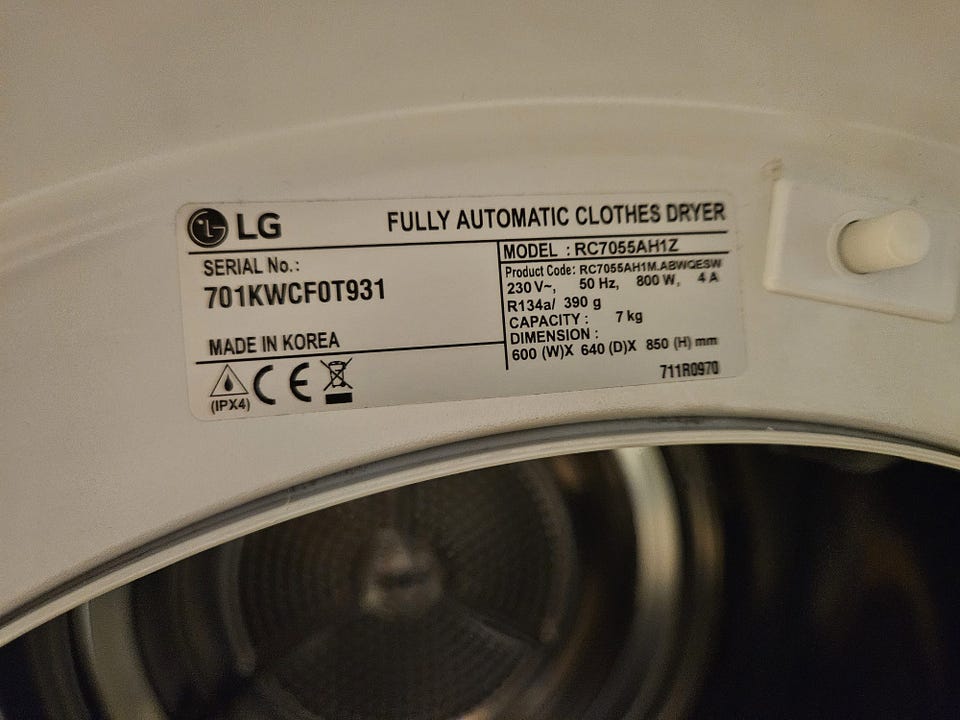 LG FULLY AUTOMATIC CLOTHES DRYER
SERIAL No.:
701KWCF0T931
MADE IN KOREA
(IPX4) CE
MODEL : RC7055AH1Z
Product Code: RC7055AH1M.ABWQESW
230 V~, 50 Hz, 800 W, 4 A
R134a/ 390 g
CAPACITY : 7 kg
DIMENSION :
600 (W)X 640 (D)X 850 (H) mm
711R0970